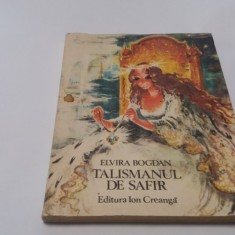 ELVIRA BOGDAN
TALISMANUL
DE SAFIR
Editura Ion Creangă